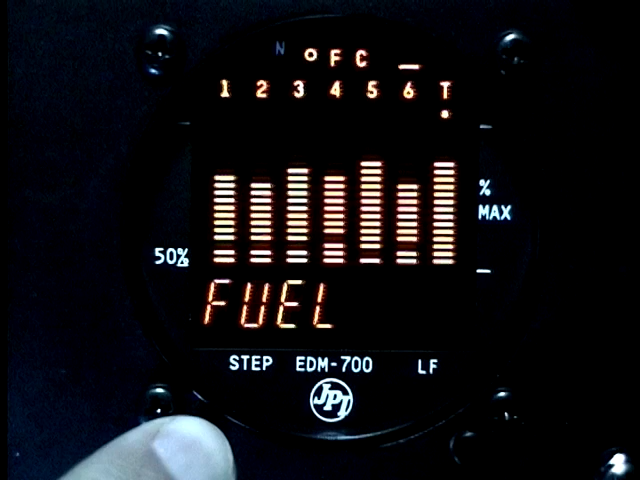 N °F C _
1 2 3 4 5 6 T
% MAX
50%
FUEL
STEP EDM-700 LF
JPI